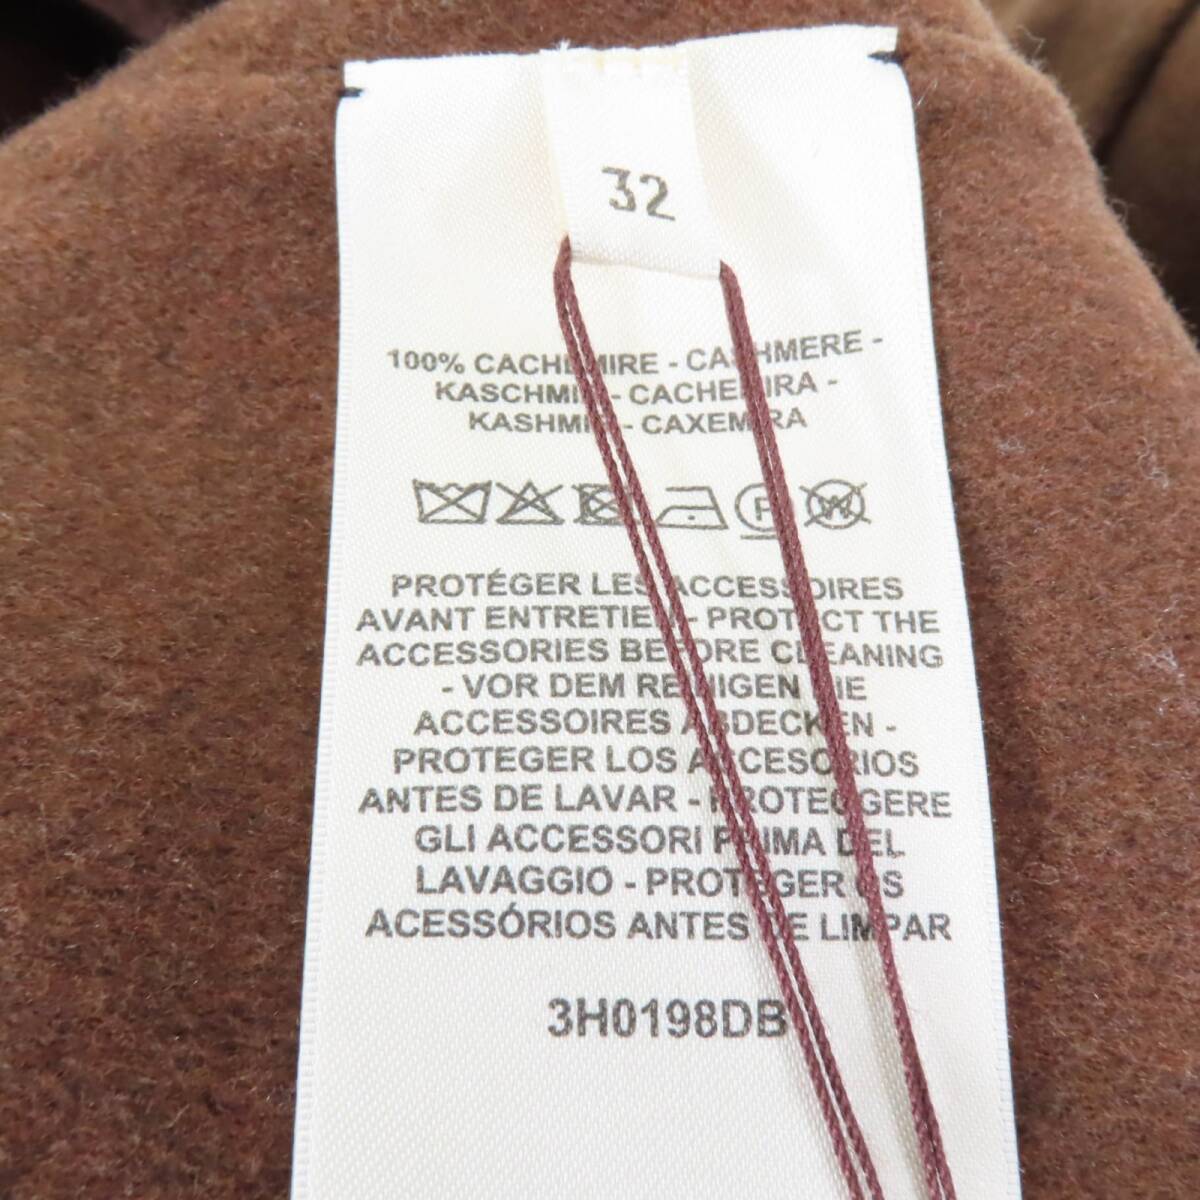 32
100% CACHEMIRE - CASHMERE -
KASCHMIR - CACHEMIRA -
KASHMIR - CAXEMIRA
P W
PROTÉGER LES ACCESSOIRES
AVANT ENTRETIEN - PROTECT THE
ACCESSORIES BEFORE CLEANING
- VOR DEM REINIGEN DIE
ACCESSOIRES ABDECKEN -
PROTEGER LOS ACCESORIOS
ANTES DE LAVAR - PROTEGGERE
GLI ACCESSORI PRIMA DEL
LAVAGGIO - PROTEGER OS
ACESSÓRIOS ANTES DE LIMPAR
3H0198DB